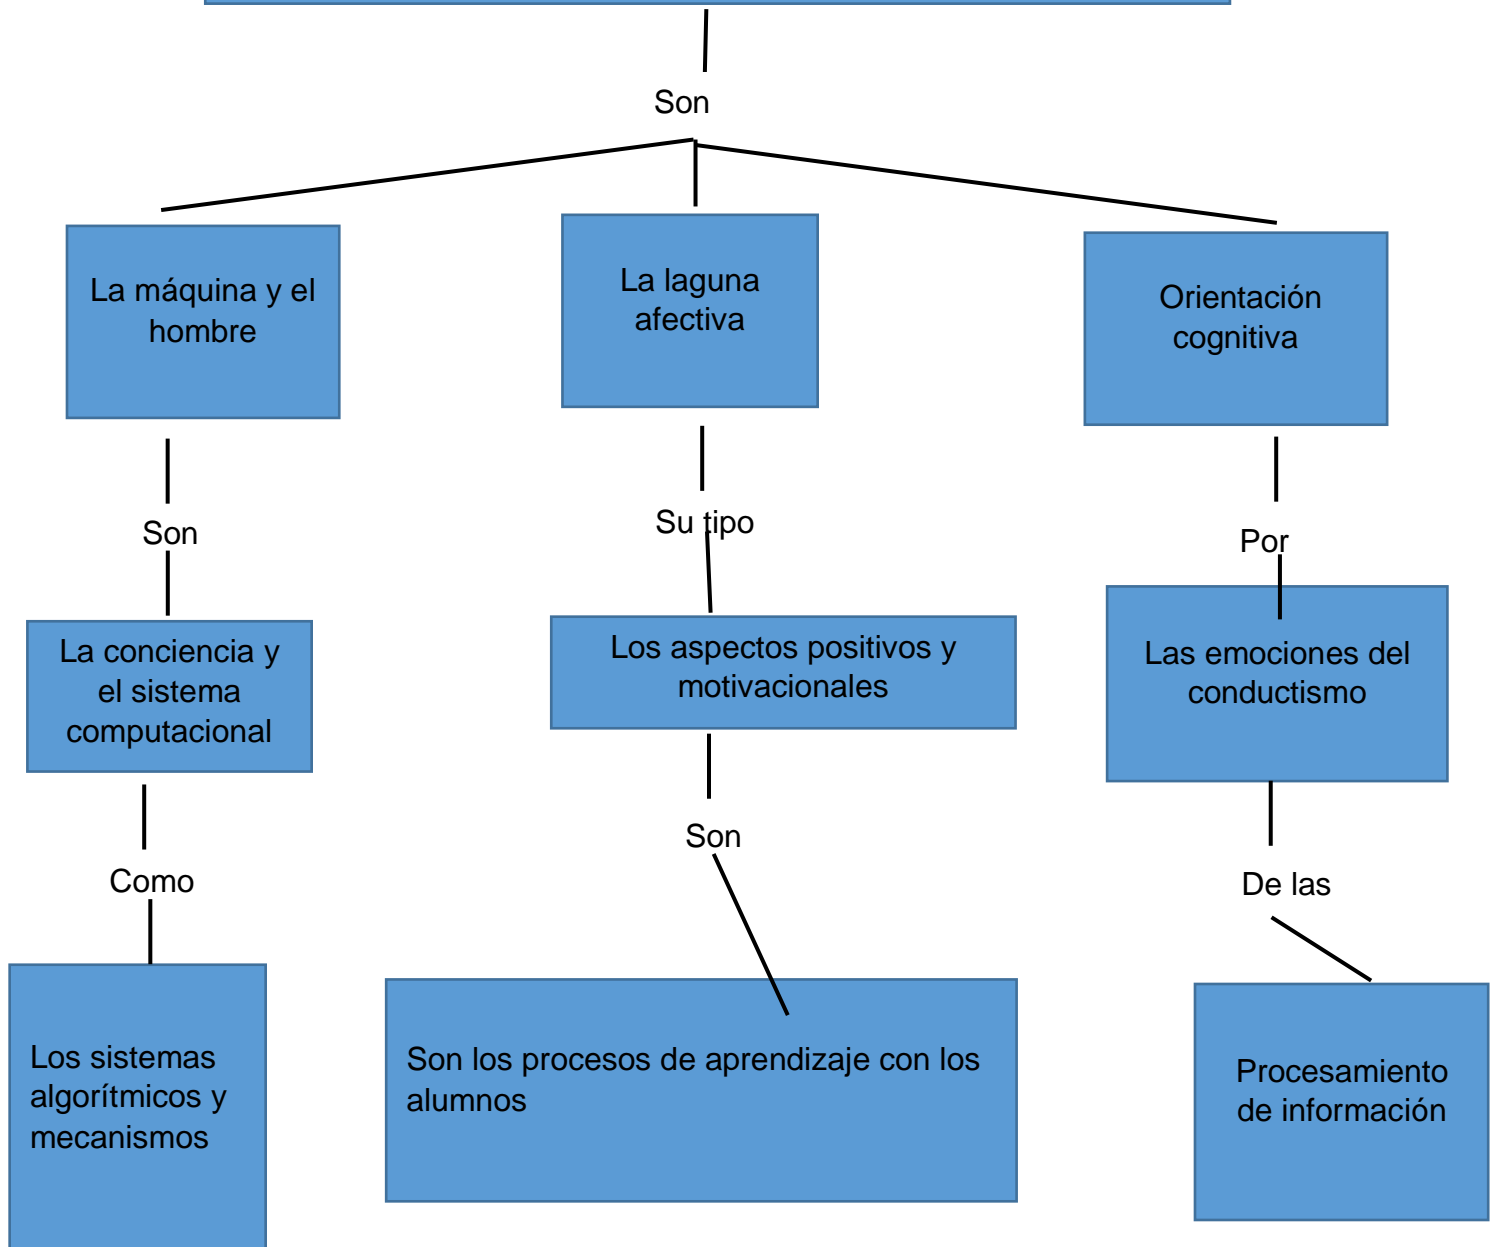 Son
La máquina y el
hombre
La laguna
afectiva
Orientación
cognitiva
Son
Su tipo
Por
La conciencia y
el sistema
computacional
Los aspectos positivos y
motivacionales
Las emociones del
conductismo
Como
Son
De las
Los sistemas
algorítmicos y
mecanismos
Son los procesos de aprendizaje con los
alumnos
Procesamiento
de información